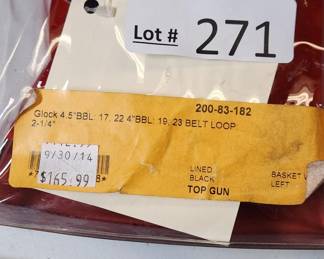 Lot # 271
200-83-182
Glock 4.5"BBL: 17, 22 4"BBL: 19, 23 BELT LOOP
2-1/4"
9/30/14
$165.99
LINED
BLACK
BASKET
LEFT
TOP GUN